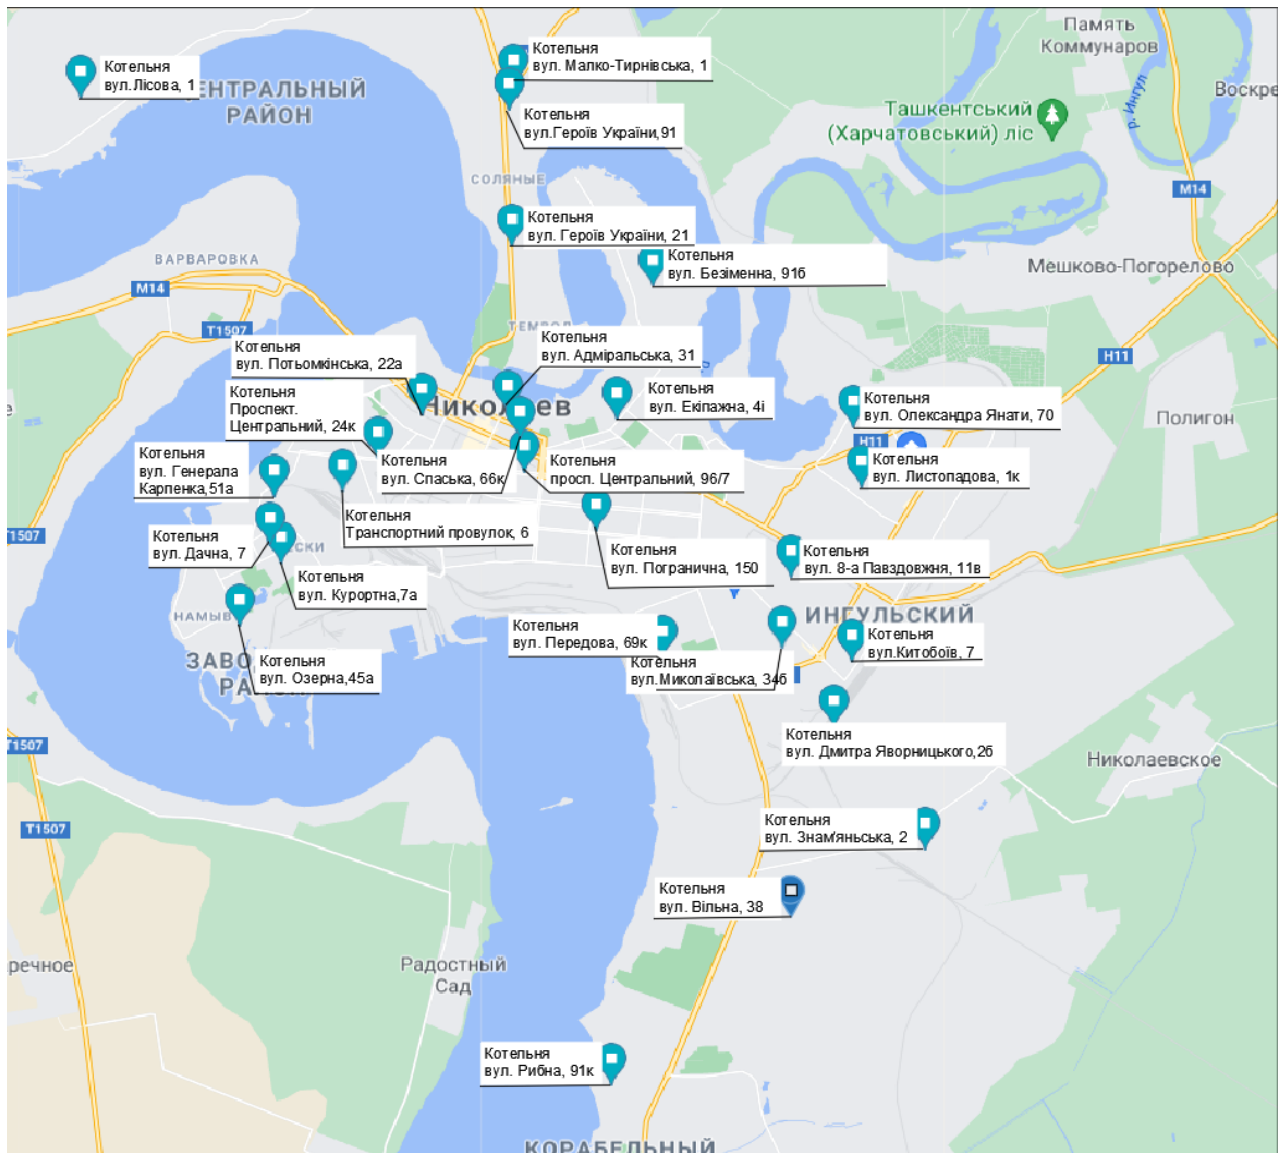 Память
Коммунаров
Котельня
вул. Малко-Тирнівська, 1
Котельня
вул.Лісова, 1
ЕНТРАЛЬНЫЙ
РАЙОН
Воскре
р. Ингул
Ташкентський
(Харчатовський) ліс
Котельня
вул.Героїв України,91
СОЛЯНЫЕ
М14
Котельня
вул. Героїв України, 21
ВАРВАРОВКА
Котельня
вул. Безіменна, 91б
Мешково-Погорелово
М14
Т1507
ТЕМВОД
Котельня
вул. Адміральська, 31
Котельня
вул. Потьомкінська, 22а
Н11
Котельня
Проспект.
Центральний, 24к
Николаев
Котельня
вул. Екіпажна, 4і
Котельня
вул. Олександра Янати, 70
Полигон
Н11
Котельня
вул. Генерала
Карпенка,51а
Котельня
вул. Спаська, 66к
Котельня
просп. Центральний, 96/7
Котельня
вул. Листопадова, 1к
Т1507
Котельня
Транспортний провулок, 6
Котельня
вул. Дачна, 7
СКИ
Котельня
вул. Погранична, 150
Котельня
вул. 8-а Павздовжня, 11в
Котельня
вул. Курортна,7а
НАМЫВ
ИНГУЛЬСКИЙ
Котельня
вул. Передова, 69к
Котельня
вул.Китобоїв, 7
ЗАВО
РАЙОН
Котельня
вул. Озерна,45а
Котельня
вул.Миколаївська, 34б
Котельня
вул. Дмитра Яворницького,2б
Т1507
Николаевское
Т1507
Котельня
вул. Знам'яньська, 2
Котельня
вул. Вільна, 38
речное
Радостный
Сад
Котельня
вул. Рибна, 91к
КОРАБЕЛЬНЫЙ